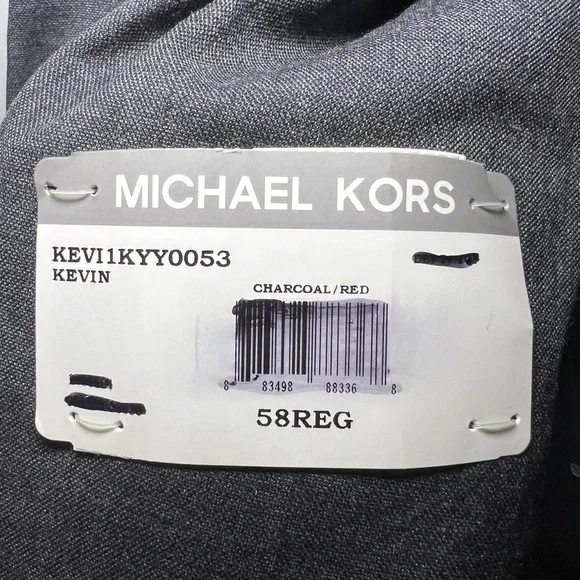 MICHAEL KORS
KEVI1KYY0053
KEVIN
CHARCOAL/RED
8 83498 88336 8
58REG